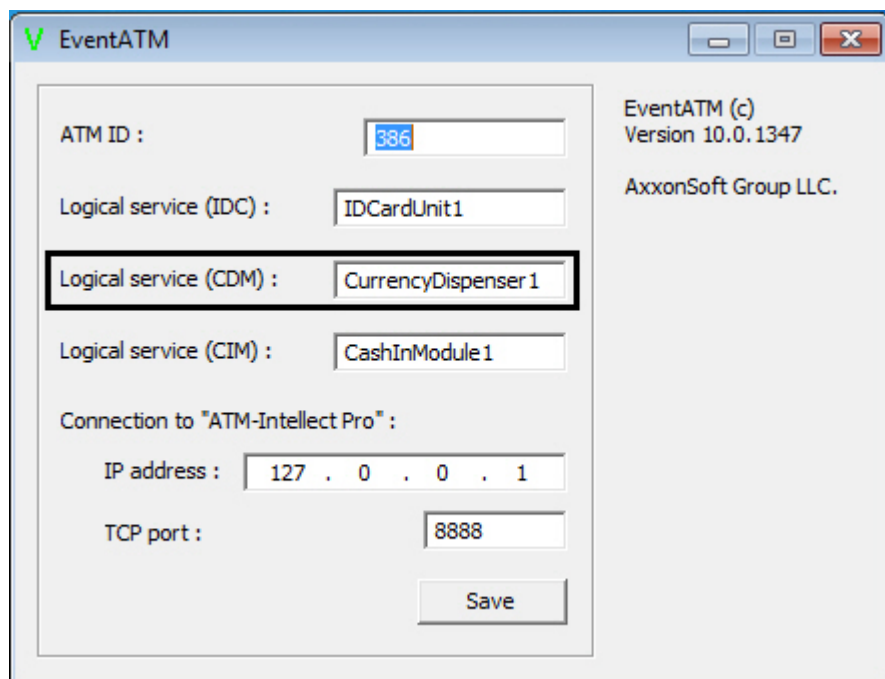 EventATM
ATM ID :
386
Logical service (IDC) :
IDCardUnit1
Logical service (CDM) :
CurrencyDispenser1
Logical service (CIM) :
CashInModule1
Connection to "ATM-Intellect Pro" :
IP address :
127 . 0 . 0 . 1
TCP port :
8888
Save
EventATM (c)
Version 10.0.1347
AxxonSoft Group LLC.